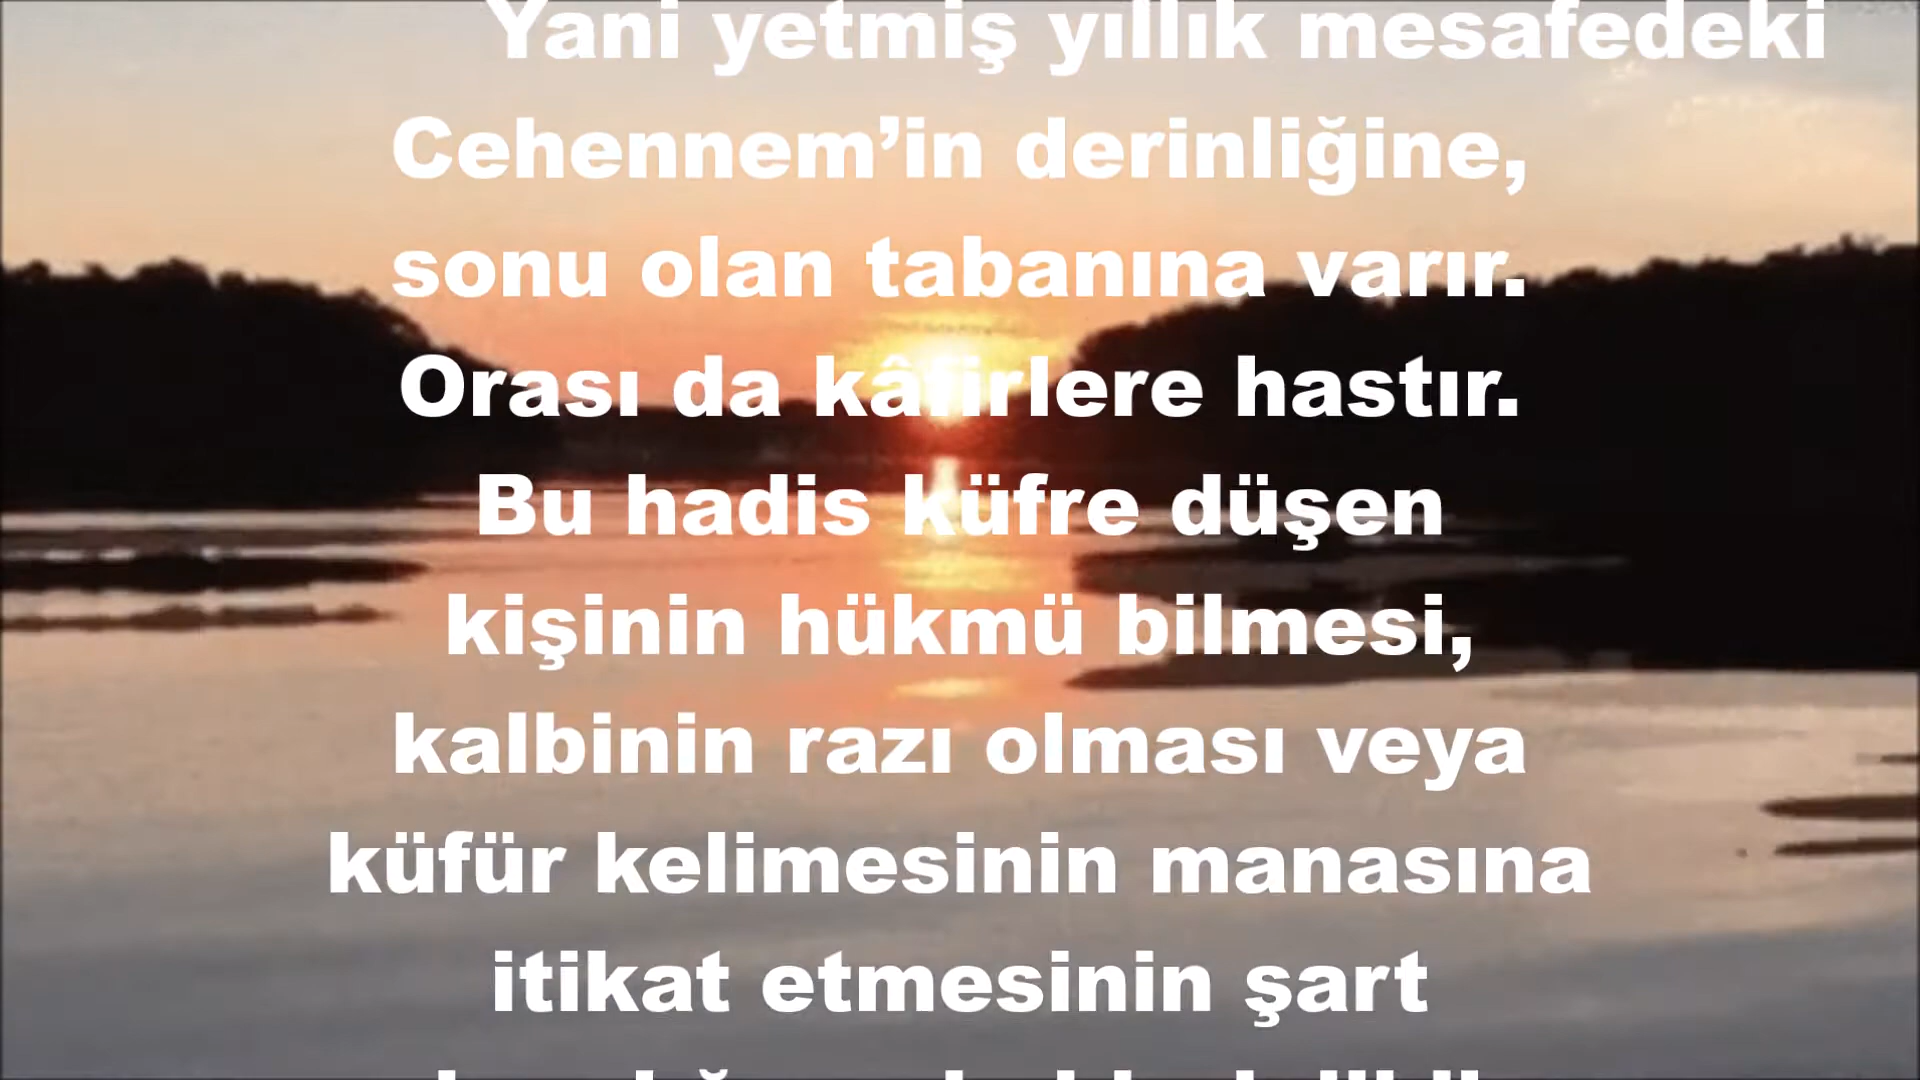 Yani yetmiş yıllık mesafedeki
Cehennem’in derinliğine,
sonu olan tabanına varır.
Orası da kâfirlere hastır.
Bu hadis küfre düşen
kişinin hükmü bilmesi,
kalbinin razı olması veya
küfür kelimesinin manasına
itikat etmesinin şart